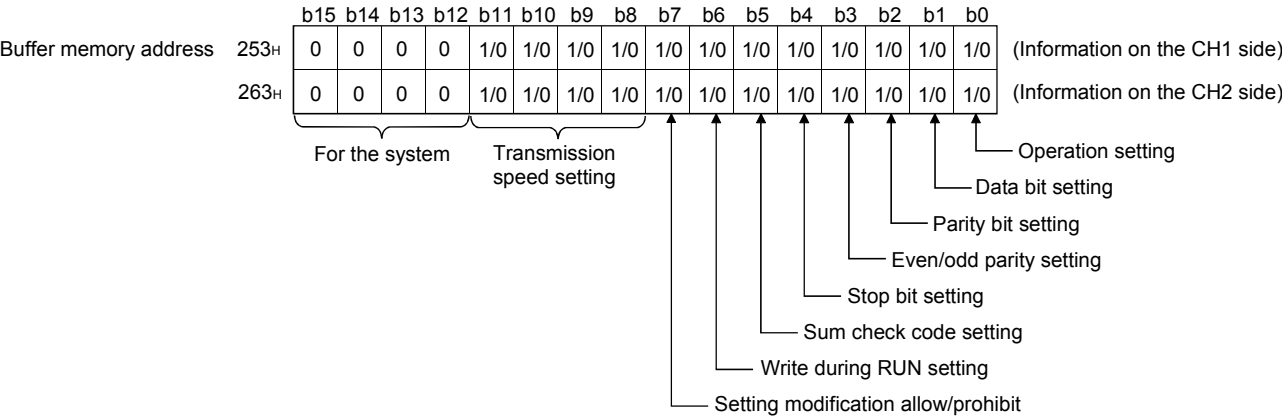 b15 b14 b13 b12 b11 b10 b9 b8 b7 b6 b5 b4 b3 b2 b1 b0
Buffer memory address 253H 0 0 0 0 1/0 1/0 1/0 1/0 1/0 1/0 1/0 1/0 1/0 1/0 1/0 1/0 (Information on the CH1 side)
263H 0 0 0 0 1/0 1/0 1/0 1/0 1/0 1/0 1/0 1/0 1/0 1/0 1/0 1/0 (Information on the CH2 side)
For the system
Transmission
speed setting
Operation setting
Data bit setting
Parity bit setting
Even/odd parity setting
Stop bit setting
Sum check code setting
Write during RUN setting
Setting modification allow/prohibit